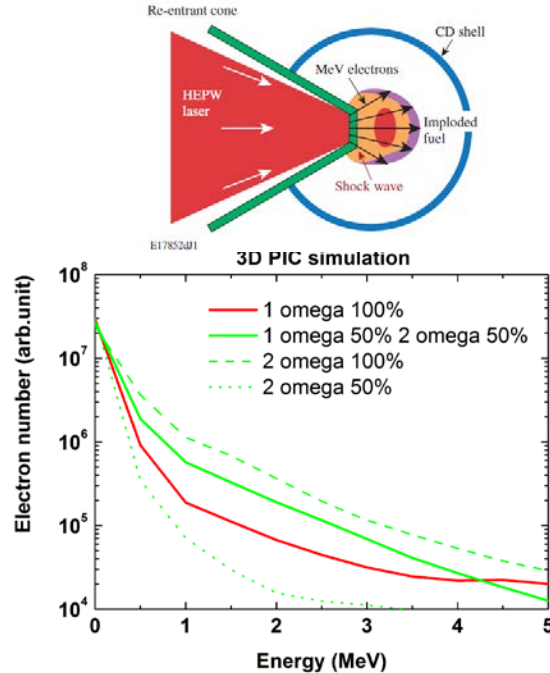 Re-entrant cone
CD shell
MeV electrons
HEPW
laser
Imploded
fuel
Shock wave
E17852dJ1
3D PIC simulation
10^8
1 omega 100%
1 omega 50% 2 omega 50%
2 omega 100%
2 omega 50%
10^7
10^6
10^5
10^4
Electron number (arb.unit)
0 1 2 3 4 5
Energy (MeV)